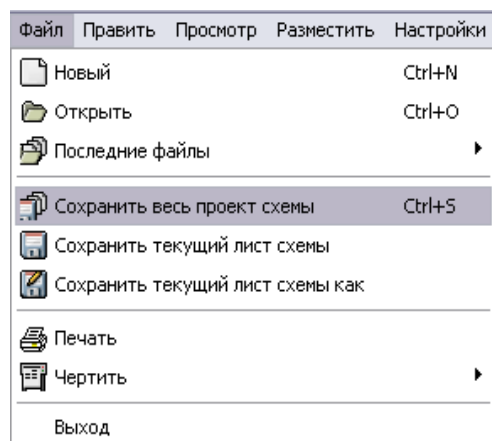 Файл Править Просмотр Разместить Настройки
Новый Ctrl+N
Открыть Ctrl+O
Последние файлы
Сохранить весь проект схемы Ctrl+S
Сохранить текущий лист схемы
Сохранить текущий лист схемы как
Печать
Чертить
Выход